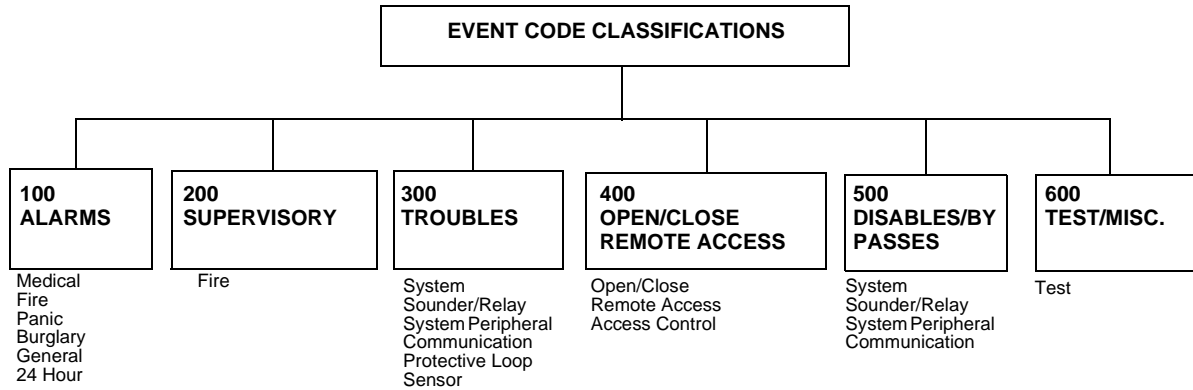 EVENT CODE CLASSIFICATIONS
100
ALARMS
Medical
Fire
Panic
Burglary
General
24 Hour
200
SUPERVISORY
Fire
300
TROUBLES
System
Sounder/Relay
System Peripheral
Communication
Protective Loop
Sensor
400
OPEN/CLOSE
REMOTE ACCESS
Open/Close
Remote Access
Access Control
500
DISABLES/BY
PASSES
System
Sounder/Relay
System Peripheral
Communication
600
TEST/MISC.
Test